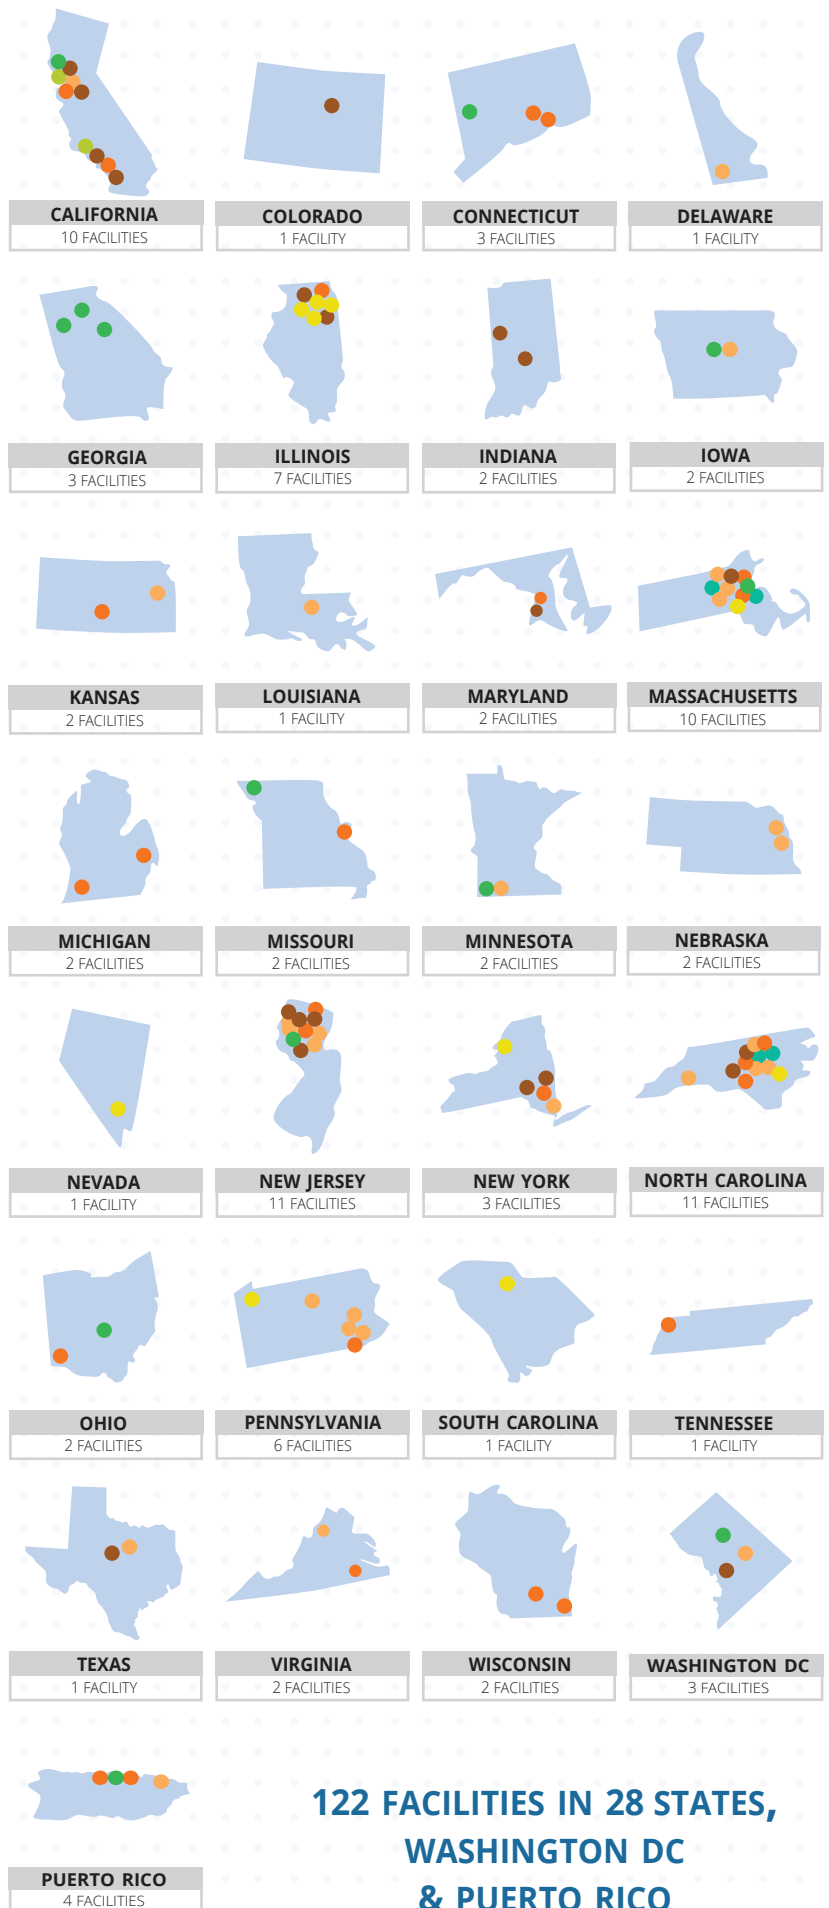 CALIFORNIA
10 FACILITIES
COLORADO
1 FACILITY
CONNECTICUT
3 FACILITIES
DELAWARE
1 FACILITY
GEORGIA
3 FACILITIES
ILLINOIS
7 FACILITIES
INDIANA
2 FACILITIES
IOWA
2 FACILITIES
KANSAS
2 FACILITIES
LOUISIANA
1 FACILITY
MARYLAND
2 FACILITIES
MASSACHUSETTS
10 FACILITIES
MICHIGAN
2 FACILITIES
MISSOURI
2 FACILITIES
MINNESOTA
2 FACILITIES
NEBRASKA
2 FACILITIES
NEVADA
1 FACILITY
NEW JERSEY
11 FACILITIES
NEW YORK
3 FACILITIES
NORTH CAROLINA
11 FACILITIES
OHIO
2 FACILITIES
PENNSYLVANIA
6 FACILITIES
SOUTH CAROLINA
1 FACILITY
TENNESSEE
1 FACILITY
TEXAS
1 FACILITY
VIRGINIA
2 FACILITIES
WISCONSIN
2 FACILITIES
WASHINGTON DC
3 FACILITIES
PUERTO RICO
4 FACILITIES
122 FACILITIES IN 28 STATES,
WASHINGTON DC
& PUERTO RICO